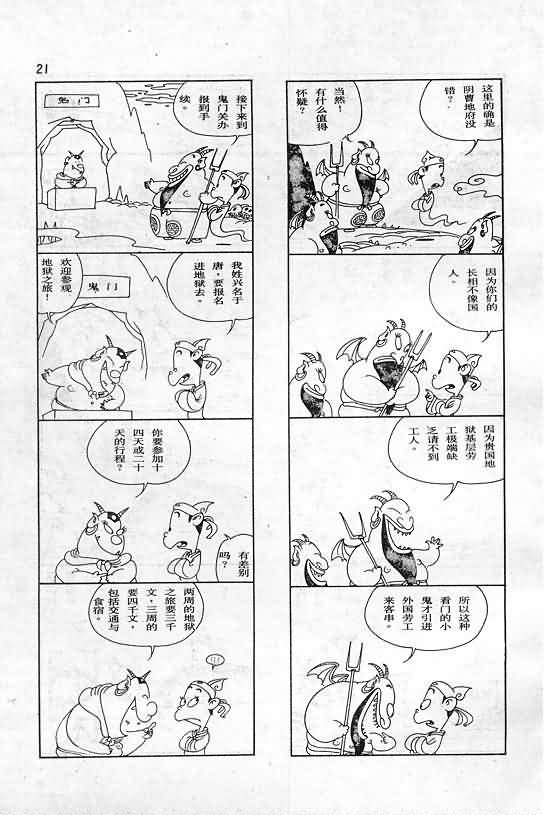 21
这里的确是
阴曹地府没
错？
当然！
有什么值得
怀疑？
因为你们的
长相不像国
人。
因为贵国地
狱基层劳
工极端缺
乏请不到
工人。
所以这种
看门的小
鬼才引进
外国劳工
来客串。
接下来到
鬼门关办
报到手
续。
鬼门
我姓兴名于
唐，要报名
进地狱去。
鬼门
欢迎参观
地狱之旅！
你要参加十
四天或二十
天的行程？
有差别
吗？
两周的地狱
之旅要三千
文，三周的
要四千文，
包括交通与
食宿。